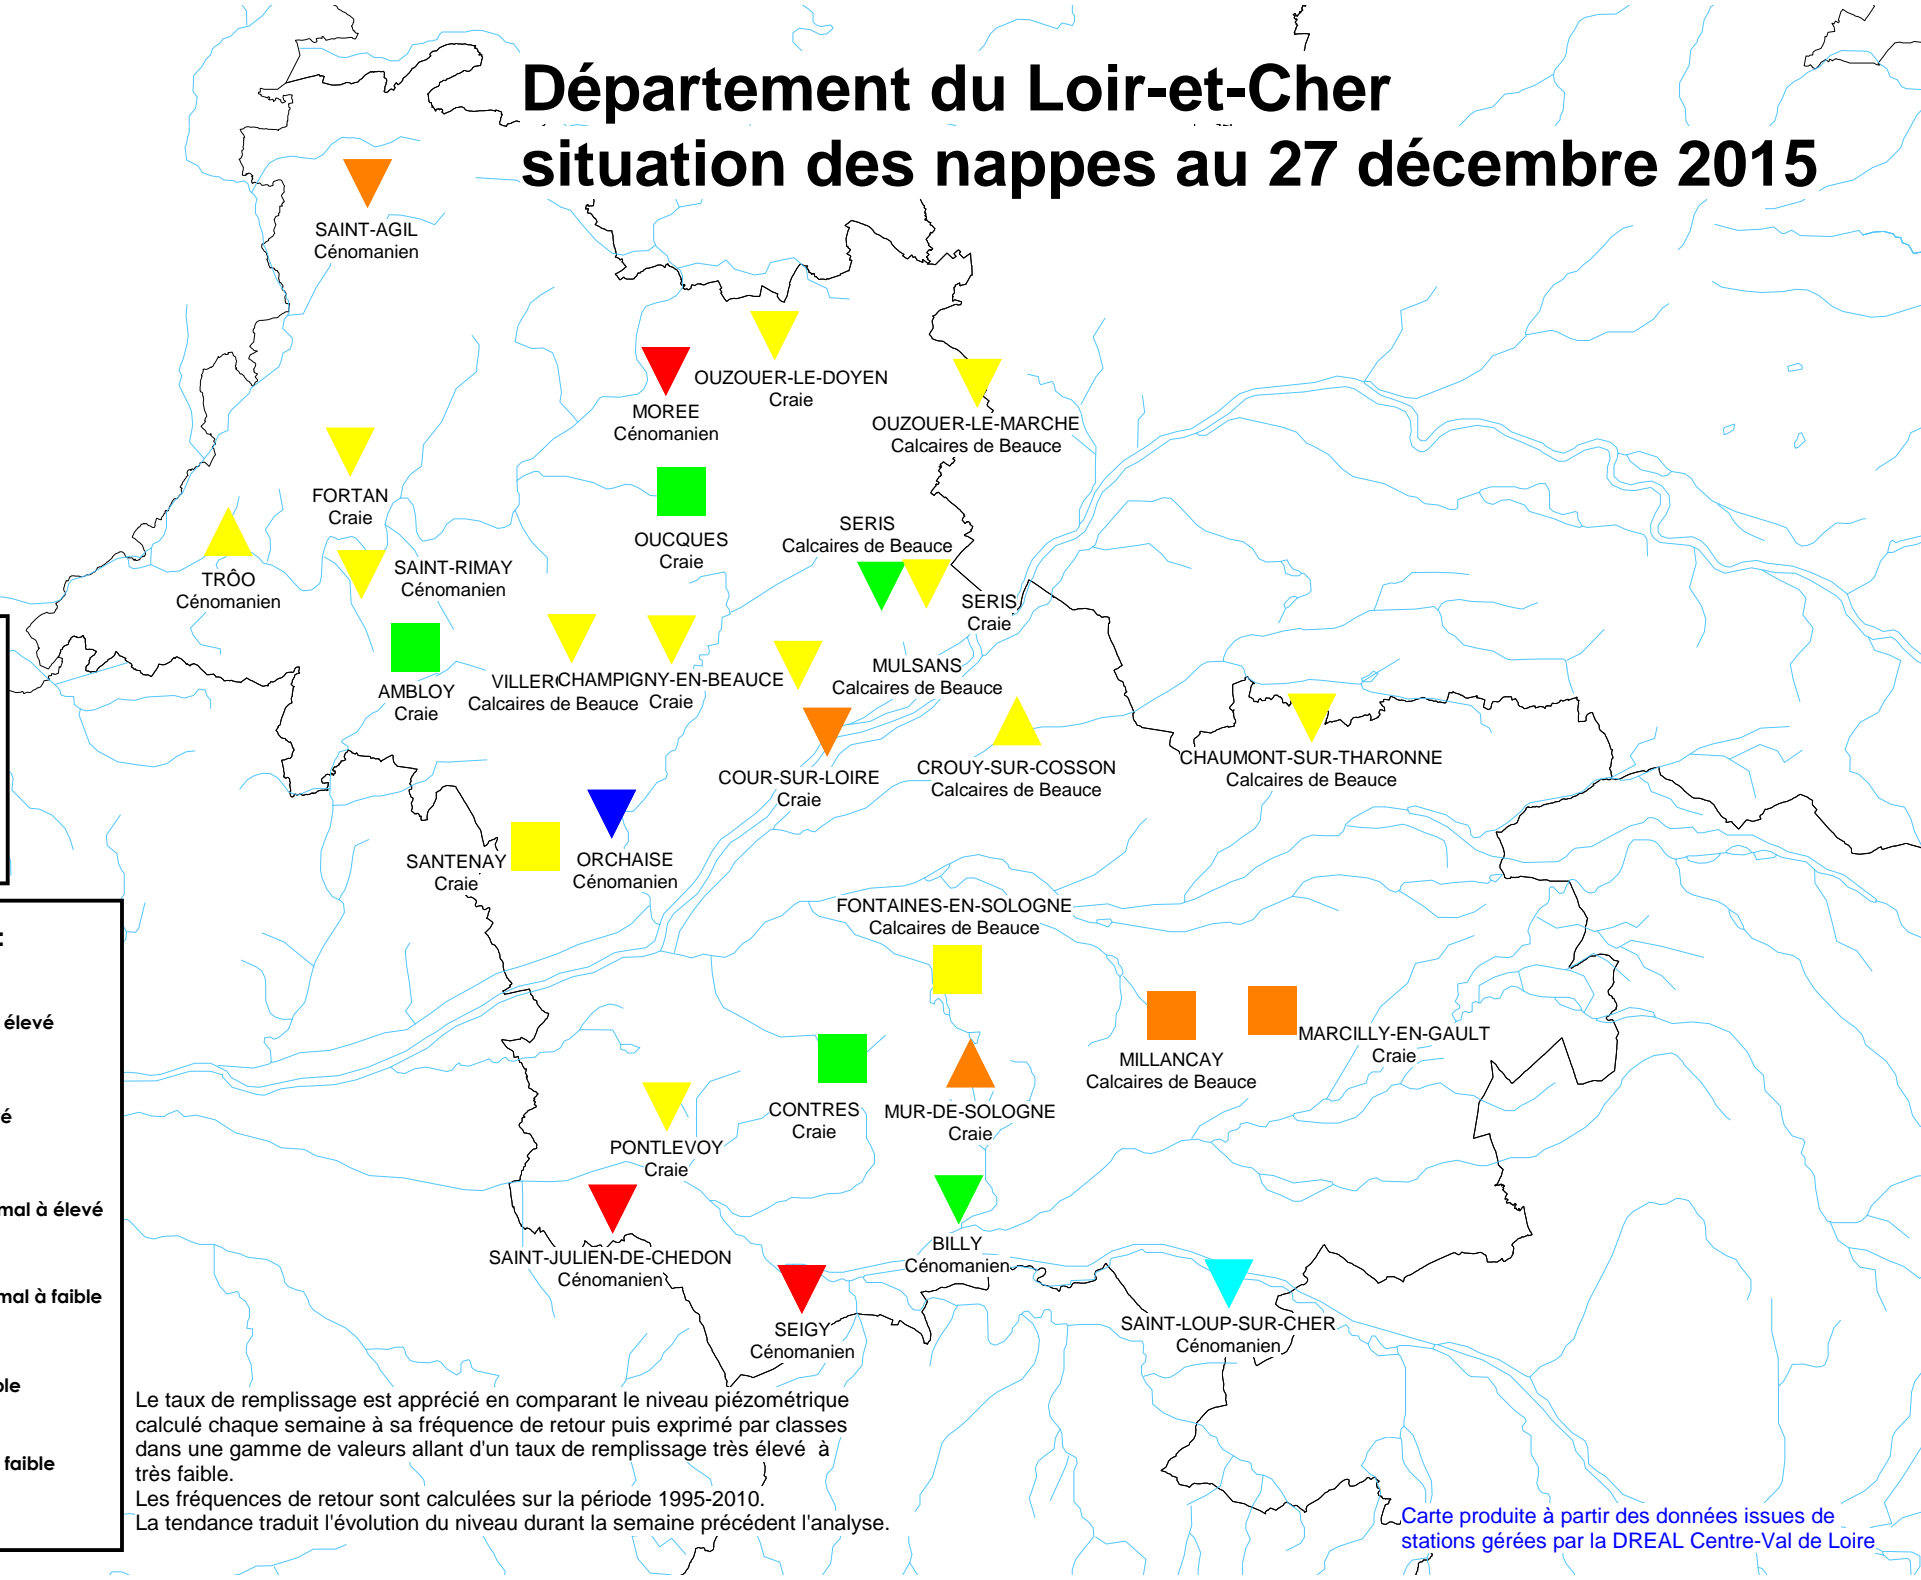 Département du Loir-et-Cher
situation des nappes au 27 décembre 2015
SAINT-AGIL
Cénomanien
OUZOUER-LE-DOYEN
Craie
MOREE
Cénomanien
OUZOUER-LE-MARCHE
Calcaires de Beauce
FORTAN
Craie
OUCQUES
Craie
SERIS
Calcaires de Beauce
TRÔO
Cénomanien
SAINT-RIMAY
Cénomanien
SERIS
Craie
AMBLOY
Craie
Calcaires de Beauce
CHAMPIGNY-EN-BEAUCE
Craie
MULSANS
Calcaires de Beauce
COUR-SUR-LOIRE
Craie
CROUY-SUR-COSSON
Calcaires de Beauce
CHAUMONT-SUR-THARONNE
Calcaires de Beauce
SANTENAY
Craie
ORCHAISE
Cénomanien
FONTAINES-EN-SOLOGNE
Calcaires de Beauce
MILLANCAY
Calcaires de Beauce
MARCILLY-EN-GAULT
Craie
CONTRES
Craie
MUR-DE-SOLOGNE
Craie
PONTLEVOY
Craie
SAINT-JULIEN-DE-CHEDON
Cénomanien
BILLY
Cénomanien
SEIGY
Cénomanien
SAINT-LOUP-SUR-CHER
Cénomanien
:
élevé
é
mal à élevé
mal à faible
ble
faible
Le taux de remplissage est apprécié en comparant le niveau piézométrique
calculé chaque semaine à sa fréquence de retour puis exprimé par classes
dans une gamme de valeurs allant d'un taux de remplissage très élevé à
très faible.
Les fréquences de retour sont calculées sur la période 1995-2010.
La tendance traduit l'évolution du niveau durant la semaine précédent l'analyse.
Carte produite à partir des données issues de
stations gérées par la DREAL Centre-Val de Loire